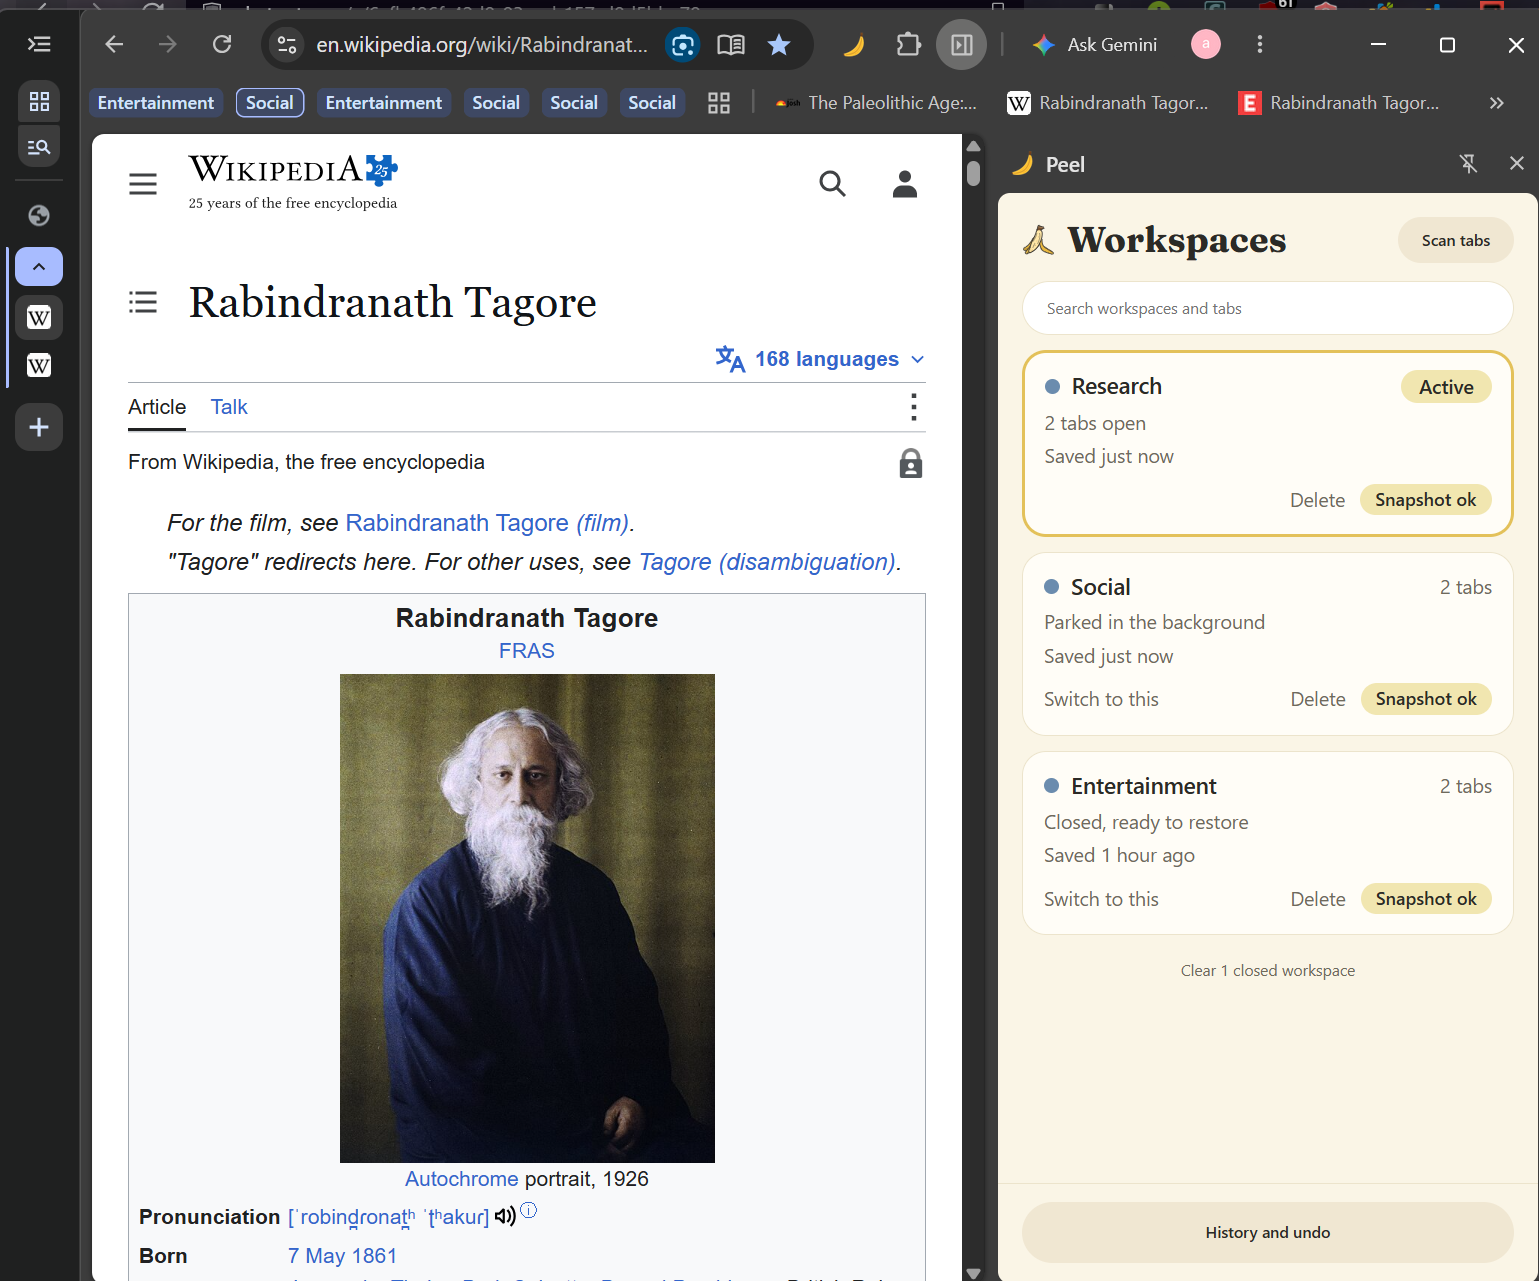 en.wikipedia.org/wiki/Rabindranat...
Ask Gemini
a
Entertainment
Social
Entertainment
Social
Social
Social
josh
The Paleolithic Age:...
W
Rabindranath Tagor...
E
Rabindranath Tagor...
W
W
WIKIPEDIA 25
25 years of the free encyclopedia
Rabindranath Tagore
168 languages
Article Talk
From Wikipedia, the free encyclopedia
For the film, see Rabindranath Tagore (film).
"Tagore" redirects here. For other uses, see Tagore (disambiguation).
Rabindranath Tagore
FRAS
Autochrome portrait, 1926
Pronunciation [ˈrobind̪ɾonat̪ʰ ˈʈʰakuɾ]
Born 7 May 1861
Peel
Workspaces
Scan tabs
Search workspaces and tabs
Research
Active
2 tabs open
Saved just now
Delete Snapshot ok
Social
2 tabs
Parked in the background
Saved just now
Switch to this Delete Snapshot ok
Entertainment
2 tabs
Closed, ready to restore
Saved 1 hour ago
Switch to this Delete Snapshot ok
Clear 1 closed workspace
History and undo